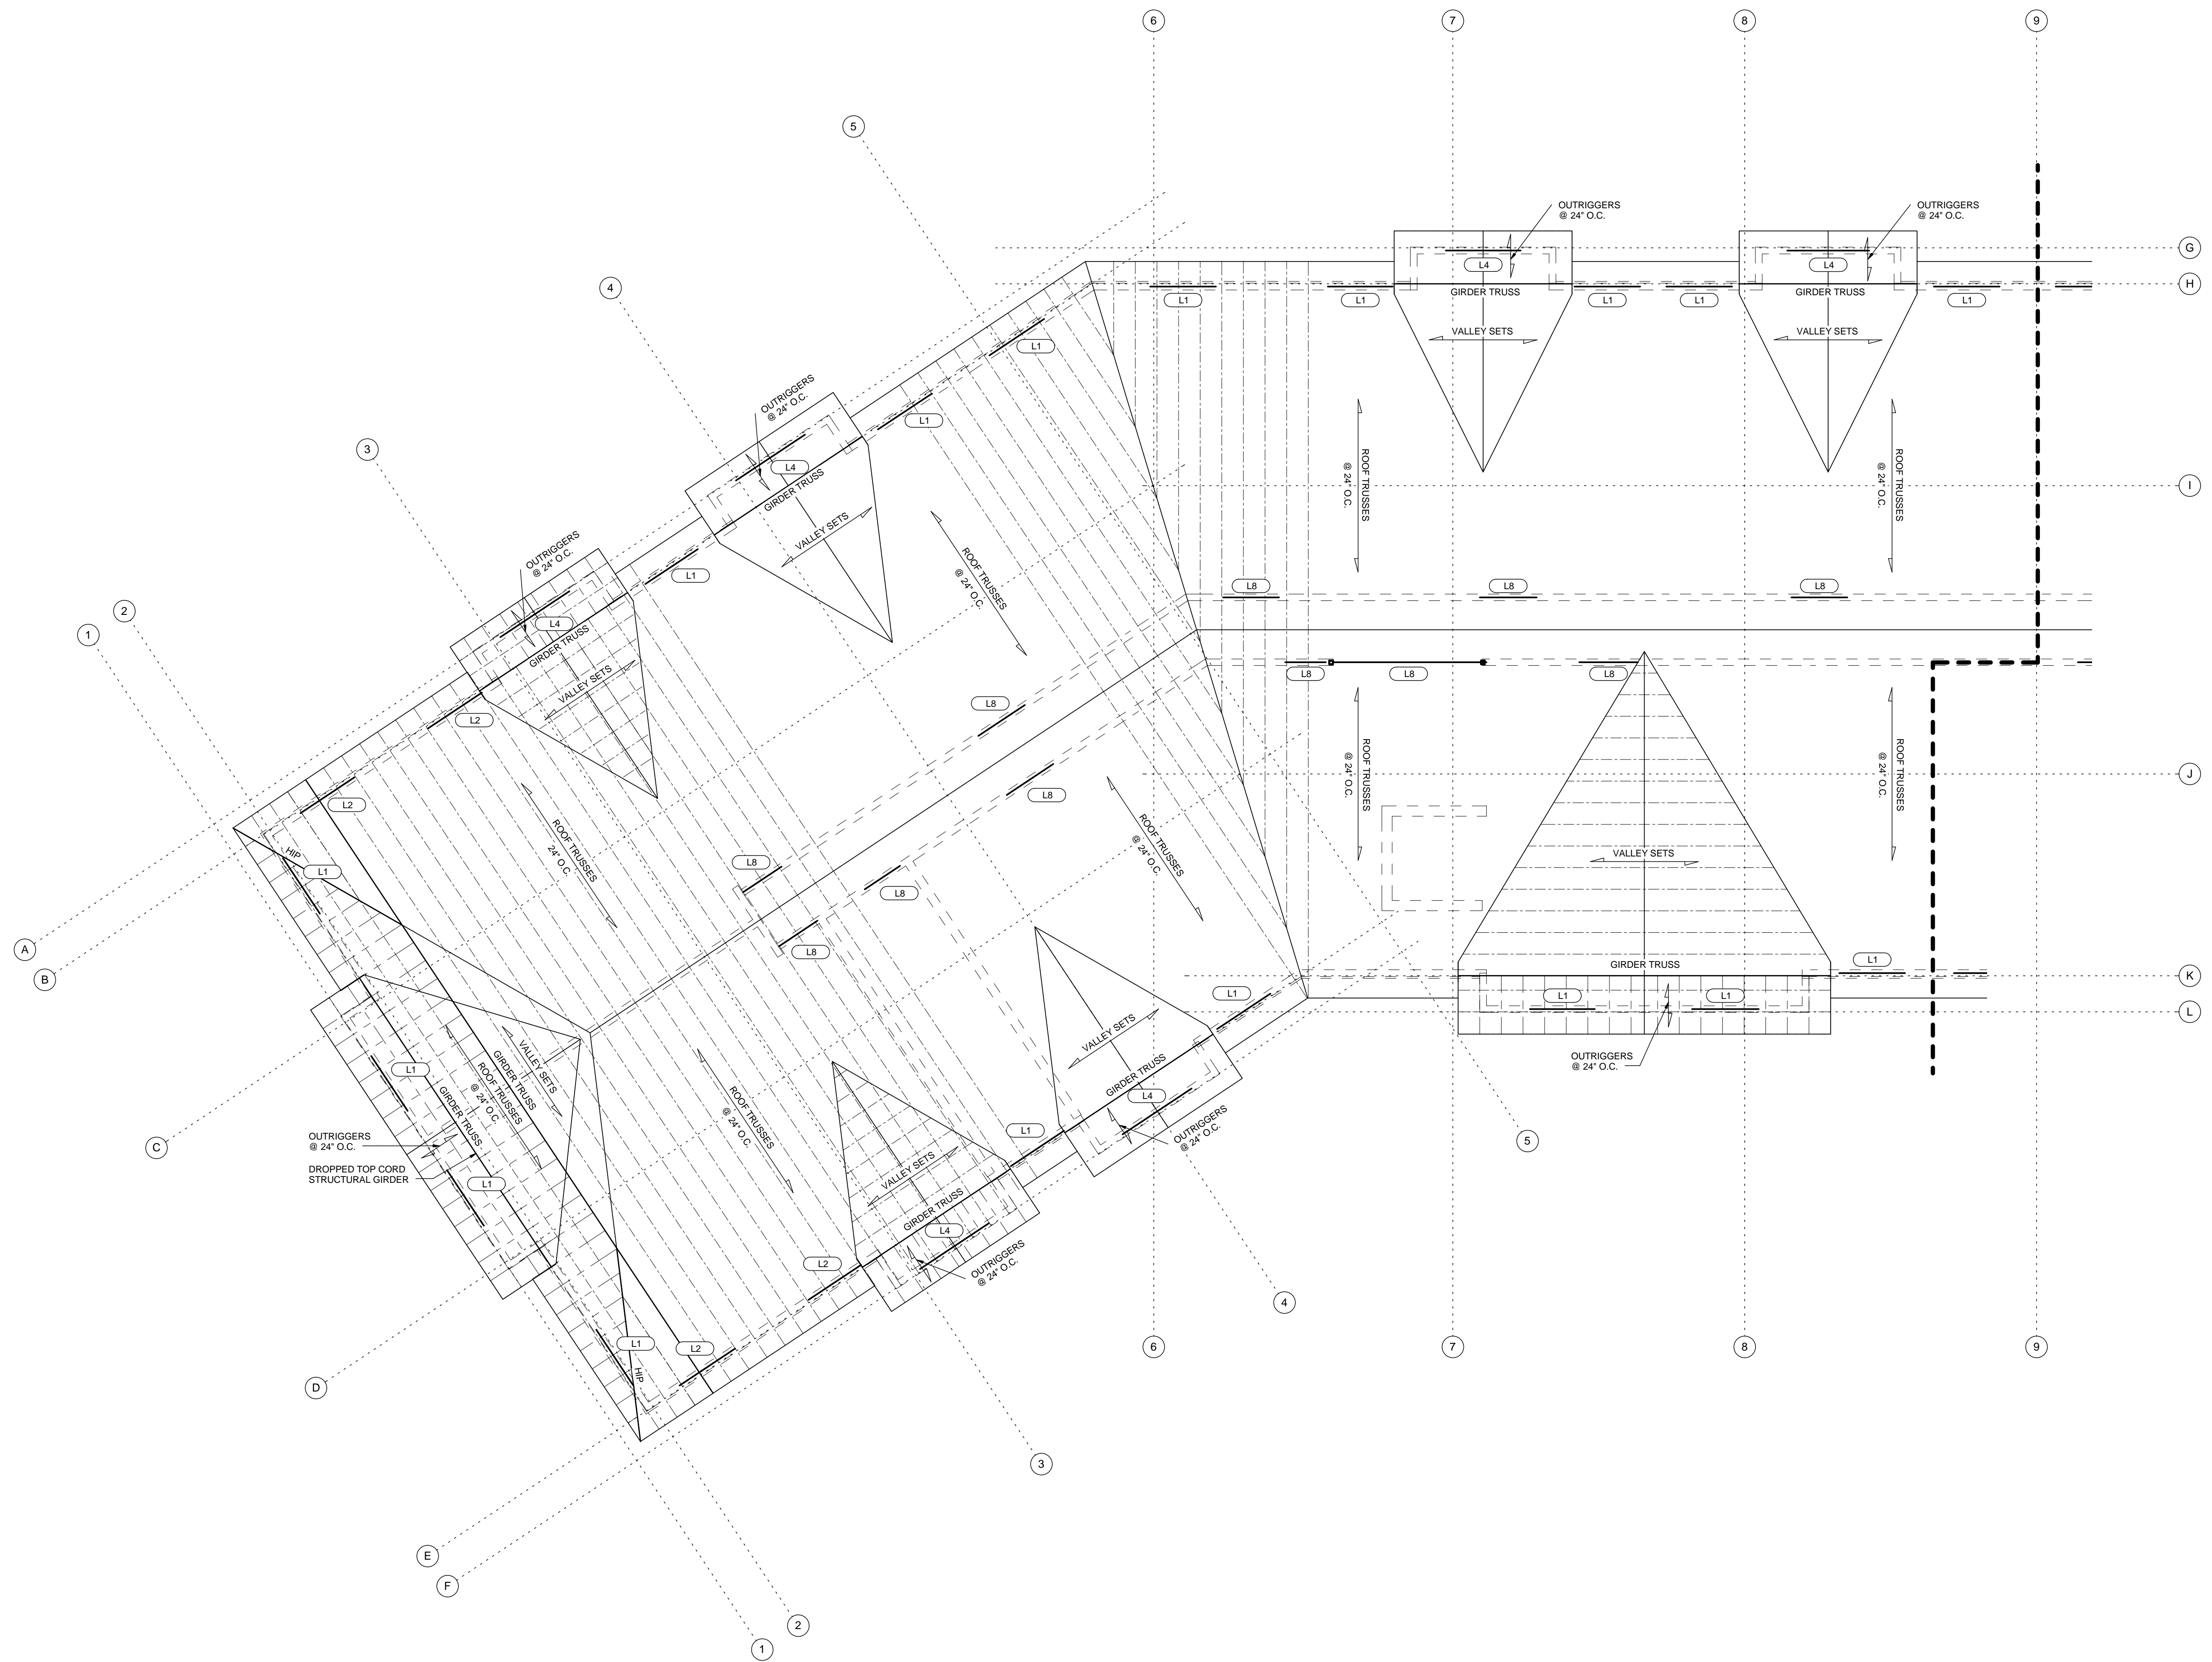 6
7
8
9
5
OUTRIGGERS
@ 24" O.C.
OUTRIGGERS
@ 24" O.C.
G
4
L4
L4
H
GIRDER TRUSS
GIRDER TRUSS
L1
L1
L1
L1
L1
VALLEY SETS
VALLEY SETS
L1
OUTRIGGERS
@ 24" O.C.
L1
3
L4
GIRDER TRUSS
ROOF TRUSSES
@ 24" O.C.
ROOF TRUSSES
@ 24" O.C.
I
VALLEY SETS
OUTRIGGERS
@ 24" O.C.
L1
ROOF TRUSSES
@ 24" O.C.
L8
L8
L8
2
1
L4
GIRDER TRUSS
VALLEY SETS
L8
L8
L8
L2
L8
ROOF TRUSSES
@ 24" O.C.
ROOF TRUSSES
@ 24" O.C.
J
L2
L8
ROOF TRUSSES
24" O.C.
ROOF TRUSSES
@ 24" O.C.
HIP
L1
L8
L8
VALLEY SETS
A
B
L8
GIRDER TRUSS
L1
K
L1
L1
L1
L
VALLEY SETS
OUTRIGGERS
@ 24" O.C.
L1
GIRDER TRUSS
ROOF TRUSSES
@ 24" O.C.
GIRDER TRUSS
VALLEY SETS
ROOF TRUSSES
@ 24" O.C.
GIRDER TRUSS
L4
OUTRIGGERS
@ 24" O.C.
L1
C
OUTRIGGERS
@ 24" O.C.
DROPPED TOP CORD
STRUCTURAL GIRDER
L1
5
VALLEY SETS
GIRDER TRUSS
L4
OUTRIGGERS
@ 24" O.C.
L2
4
L1
L2
HIP
6
7
8
9
D
3
E
F
2
1